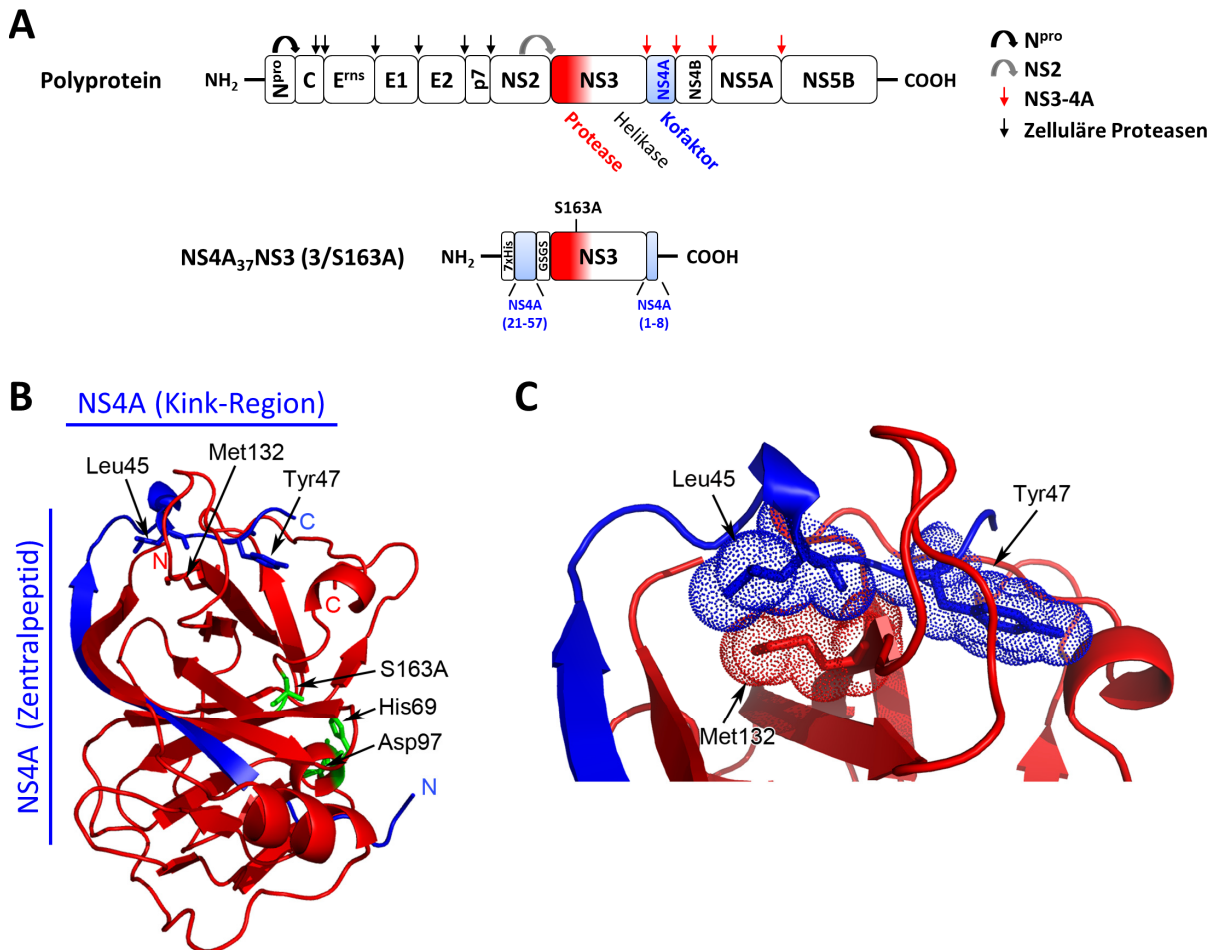 A
Polyprotein
NH2
Npro
C
Erns
E1
E2
p7
NS2
NS3
NS4A
NS4B
NS5A
NS5B
COOH
Protease
Helikase
Kofaktor
Npro
NS2
NS3-4A
Zelluläre Proteasen
S163A
NS4A37NS3 (3/S163A)
NH2
7xHis
GSGS
NS3
COOH
NS4A
(21-57)
NS4A
(1-8)
B
NS4A (Kink-Region)
NS4A (Zentralpeptid)
Leu45
Met132
Tyr47
C
N
C
S163A
His69
Asp97
N
C
Leu45
Tyr47
Met132